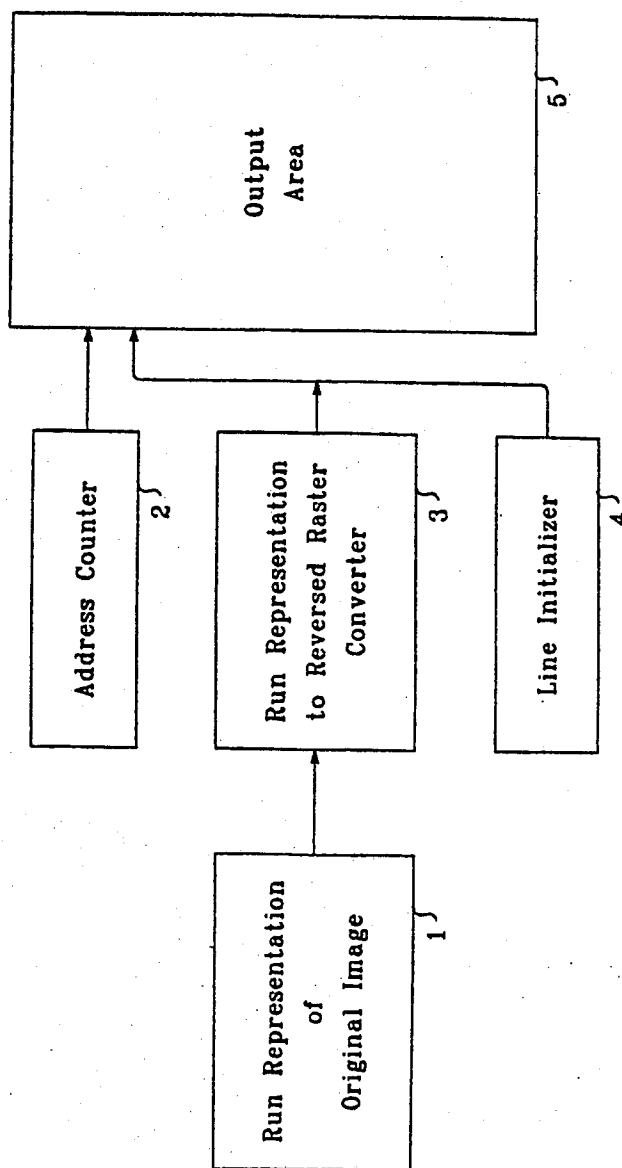 Run Representation
of
Original Image
1
Address Counter
2
Run Representation
to Reversed Raster
Converter
3
Line Initializer
4
Output
Area
5